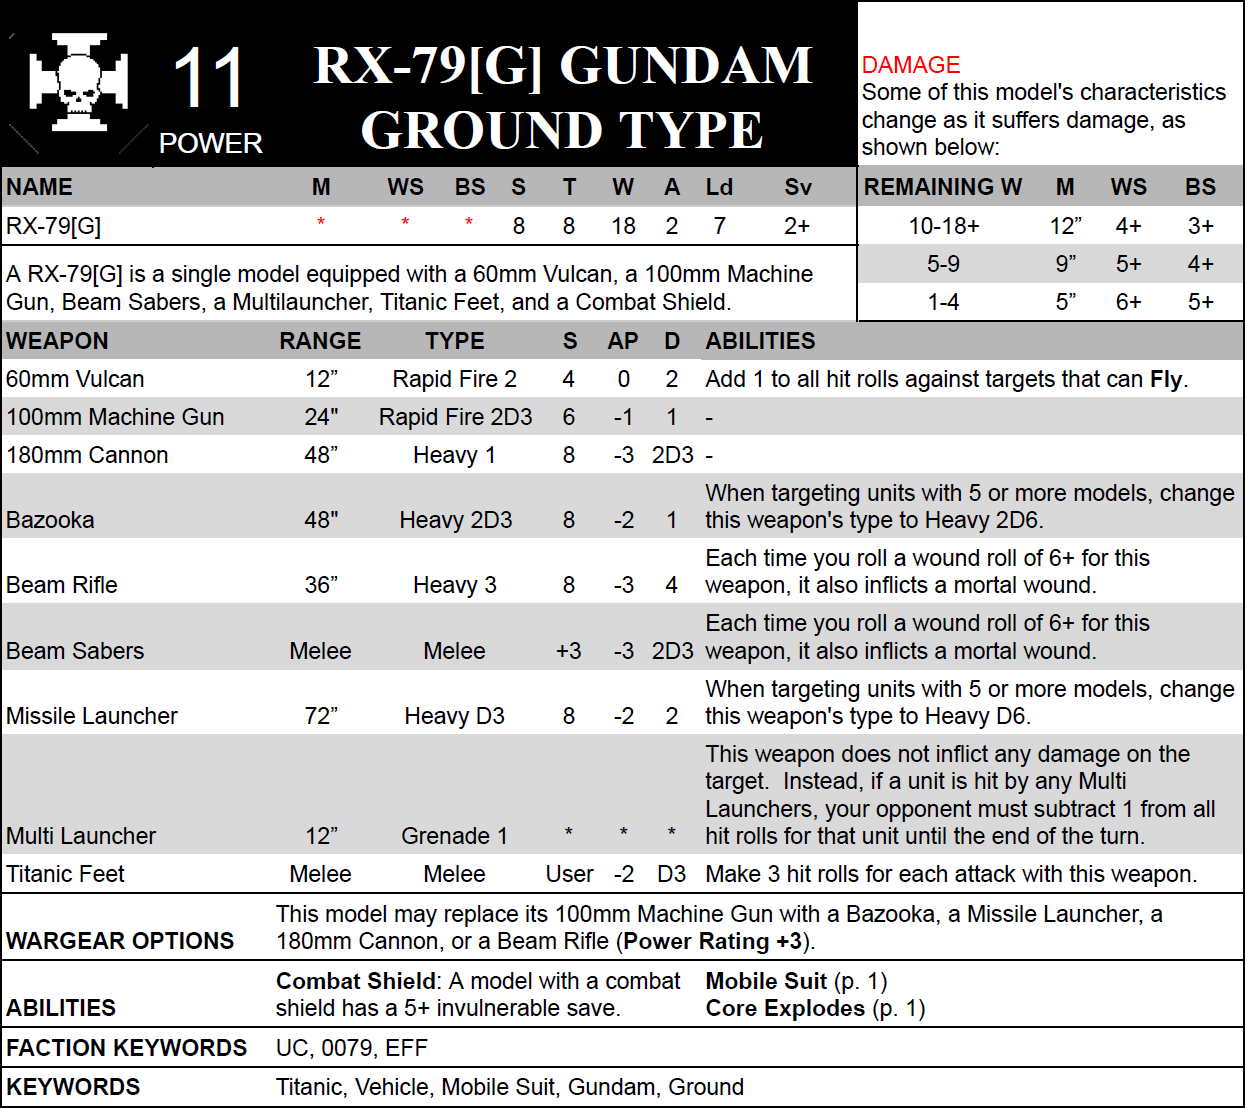 11
POWER
RX-79[G] GUNDAM
GROUND TYPE
DAMAGE
Some of this model's characteristics
change as it suffers damage, as
shown below:
NAME M WS BS S T W A Ld Sv
RX-79[G] * * * 8 8 18 2 7 2+
REMAINING W M WS BS
10-18+ 12” 4+ 3+
5-9 9” 5+ 4+
1-4 5” 6+ 5+
A RX-79[G] is a single model equipped with a 60mm Vulcan, a 100mm Machine
Gun, Beam Sabers, a Multilauncher, Titanic Feet, and a Combat Shield.
WEAPON RANGE TYPE S AP D ABILITIES
60mm Vulcan 12” Rapid Fire 2 4 0 2 Add 1 to all hit rolls against targets that can Fly.
100mm Machine Gun 24" Rapid Fire 2D3 6 -1 1 -
180mm Cannon 48” Heavy 1 8 -3 2D3 -
When targeting units with 5 or more models, change
Bazooka 48" Heavy 2D3 8 -2 1 this weapon's type to Heavy 2D6.
Each time you roll a wound roll of 6+ for this
Beam Rifle 36” Heavy 3 8 -3 4 weapon, it also inflicts a mortal wound.
Each time you roll a wound roll of 6+ for this
Beam Sabers Melee Melee +3 -3 2D3 weapon, it also inflicts a mortal wound.
When targeting units with 5 or more models, change
Missile Launcher 72” Heavy D3 8 -2 2 this weapon's type to Heavy D6.
This weapon does not inflict any damage on the
target. Instead, if a unit is hit by any Multi
Launchers, your opponent must subtract 1 from all
Multi Launcher 12” Grenade 1 * * * hit rolls for that unit until the end of the turn.
Titanic Feet Melee Melee User -2 D3 Make 3 hit rolls for each attack with this weapon.
This model may replace its 100mm Machine Gun with a Bazooka, a Missile Launcher, a
WARGEAR OPTIONS 180mm Cannon, or a Beam Rifle (Power Rating +3).
Combat Shield: A model with a combat Mobile Suit (p. 1)
ABILITIES shield has a 5+ invulnerable save. Core Explodes (p. 1)
FACTION KEYWORDS UC, 0079, EFF
KEYWORDS Titanic, Vehicle, Mobile Suit, Gundam, Ground